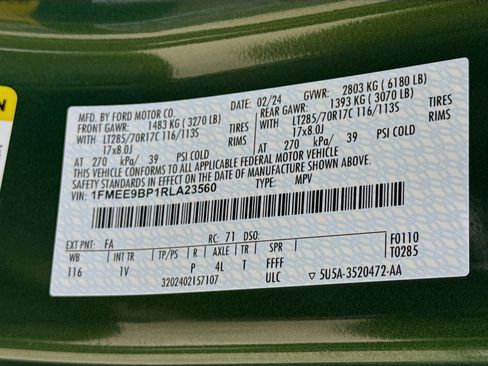 ON
MFD. BY FORD MOTOR CO.
DATE: 02/24 GVWR: 2803 KG ( 6180 LB)
FRONT GAWR: 1483 KG ( 3270 LB) REAR GAWR: 1393 KG ( 3070 LB)
WITH LT285/70R17C 116/113S TIRES WITH LT285/70R17C 116/113S TIRES
17x8.0J RIMS 17x8.0J RIMS
AT 270 kPa/ 39 PSI COLD AT 270 kPa/ 39 PSI COLD
THIS VEHICLE CONFORMS TO ALL APPLICABLE FEDERAL MOTOR VEHICLE
SAFETY STANDARDS IN EFFECT ON THE DATE OF MANUFACTURE SHOWN ABOVE.
VIN: 1FMEE9BP1RLA23560 TYPE: MPV
EXT PNT: FA RC: 71 DSO: F0110
WB INT TR TP/PS R AXLE TR SPR T0285
116 1V P 4L T FFFF
3202402157107 ULC ▽ 5U5A-3520472-AA